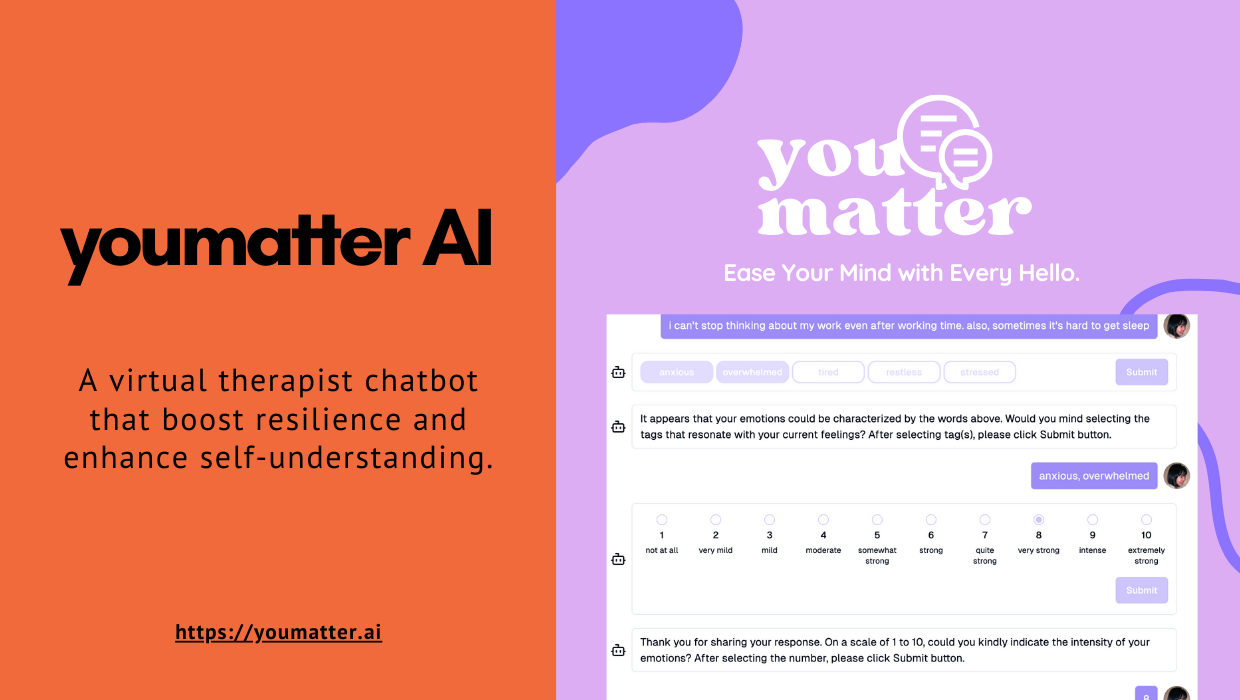 youmatter AI
A virtual therapist chatbot
that boost resilience and
enhance self-understanding.
https://youmatter.ai
you
matter
Ease Your Mind with Every Hello.
i can't stop thinking about my work even after working time. also, sometimes it's hard to get sleep
anxious overwhelmed tired restless stressed Submit
It appears that your emotions could be characterized by the words above. Would you mind selecting the
tags that resonate with your current feelings? After selecting tag(s), please click Submit button.
anxious, overwhelmed
1 2 3 4 5 6 7 8 9 10
not at all very mild mild moderate somewhat strong quite very strong intense extremely
strong strong strong
Submit
Thank you for sharing your response. On a scale of 1 to 10, could you kindly indicate the intensity of your
emotions? After selecting the number, please click Submit button.
8